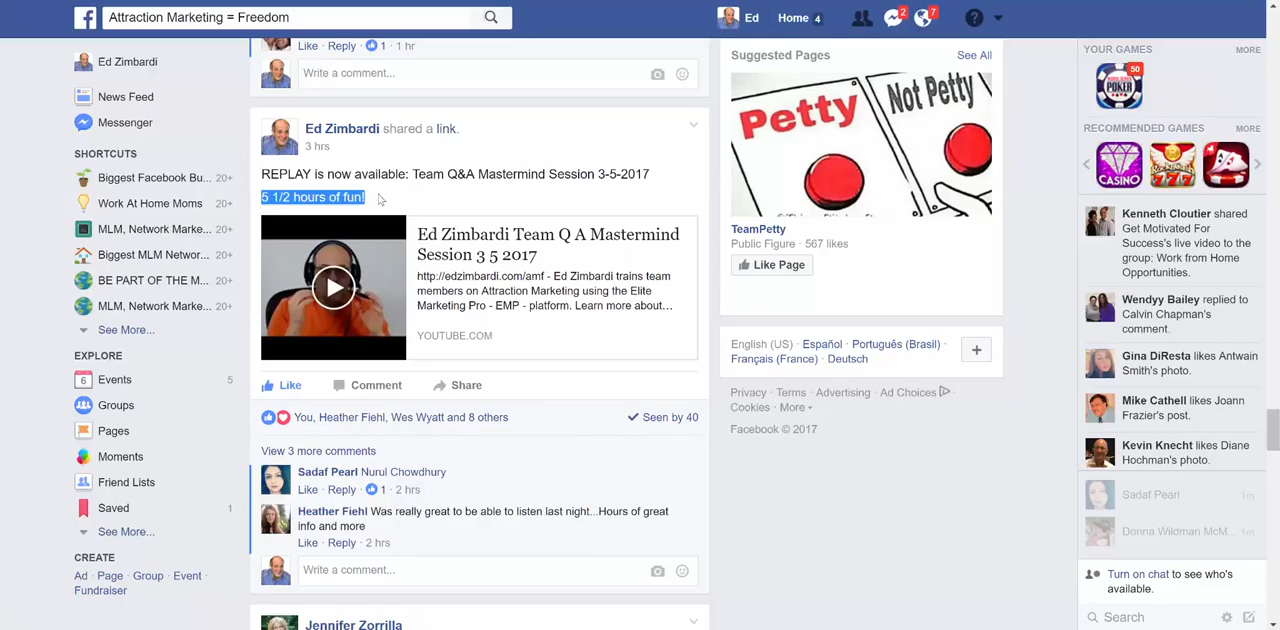 Attraction Marketing = Freedom
Ed
Home 4
2
7
Ed Zimbardi
News Feed
Messenger
SHORTCUTS
Biggest Facebook Bu... 20+
Work At Home Moms 20+
MLM, Network Marke... 20+
Biggest MLM Networ... 20+
BE PART OF THE M... 20+
MLM, Network Marke... 20+
See More...
EXPLORE
6 Events 5
Groups
Pages
Moments
Friend Lists
Saved 1
See More...
CREATE
Ad · Page · Group · Event ·
Fundraiser
Like · Reply · 1 · 1 hr
Write a comment...
Ed Zimbardi shared a link.
3 hrs
REPLAY is now available: Team Q&A Mastermind Session 3-5-2017
5 1/2 hours of fun!
Ed Zimbardi Team Q A Mastermind
Session 3 5 2017
http://edzimbardi.com/amf - Ed Zimbardi trains team
members on Attraction Marketing using the Elite
Marketing Pro - EMP - platform. Learn more about...
YOUTUBE.COM
Like Comment Share
You, Heather Fiehl, Wes Wyatt and 8 others Seen by 40
View 3 more comments
Sadaf Pearl Nurul Chowdhury
Like · Reply · 1 · 2 hrs
Heather Fiehl Was really great to be able to listen last night...Hours of great
info and more
Like · Reply · 2 hrs
Write a comment...
Jennifer Zorrilla
Suggested Pages See All
Petty
Not Petty
TeamPetty
Public Figure · 567 likes
Like Page
English (US) · Español · Português (Brasil) ·
Français (France) · Deutsch
Privacy · Terms · Advertising · Ad Choices ·
Cookies · More
Facebook © 2017
YOUR GAMES MORE
50
POKER
RECOMMENDED GAMES MORE
CASINO
777
Kenneth Cloutier shared
Get Motivated For
Success's live video to the
group: Work from Home
Opportunities.
Wendyy Bailey replied to
Calvin Chapman's
comment.
Gina DiResta likes Antwain
Smith's photo.
Mike Cathell likes Joann
Frazier's post.
Kevin Knecht likes Diane
Hochman's photo.
Sadaf Pearl 1m
Donna Wildman McM... 1m
Turn on chat to see who's
available.
Search